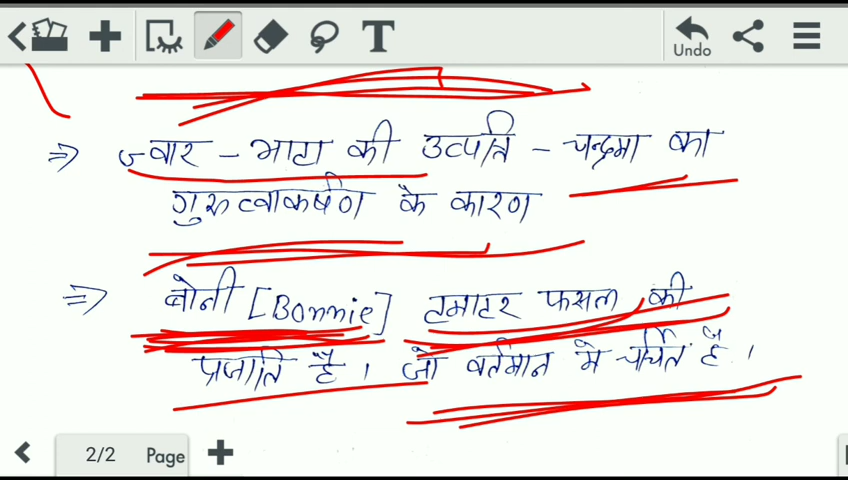 T
Undo
⇒ ज्वार - भाटा की उत्पत्ति - चन्द्रमा का
गुरुत्वाकर्षण के कारण
⇒ बोनी [Bonnie] टमाटर फसल की
प्रजाति है। जो वर्तमान मे चर्चित है।
2/2 Page